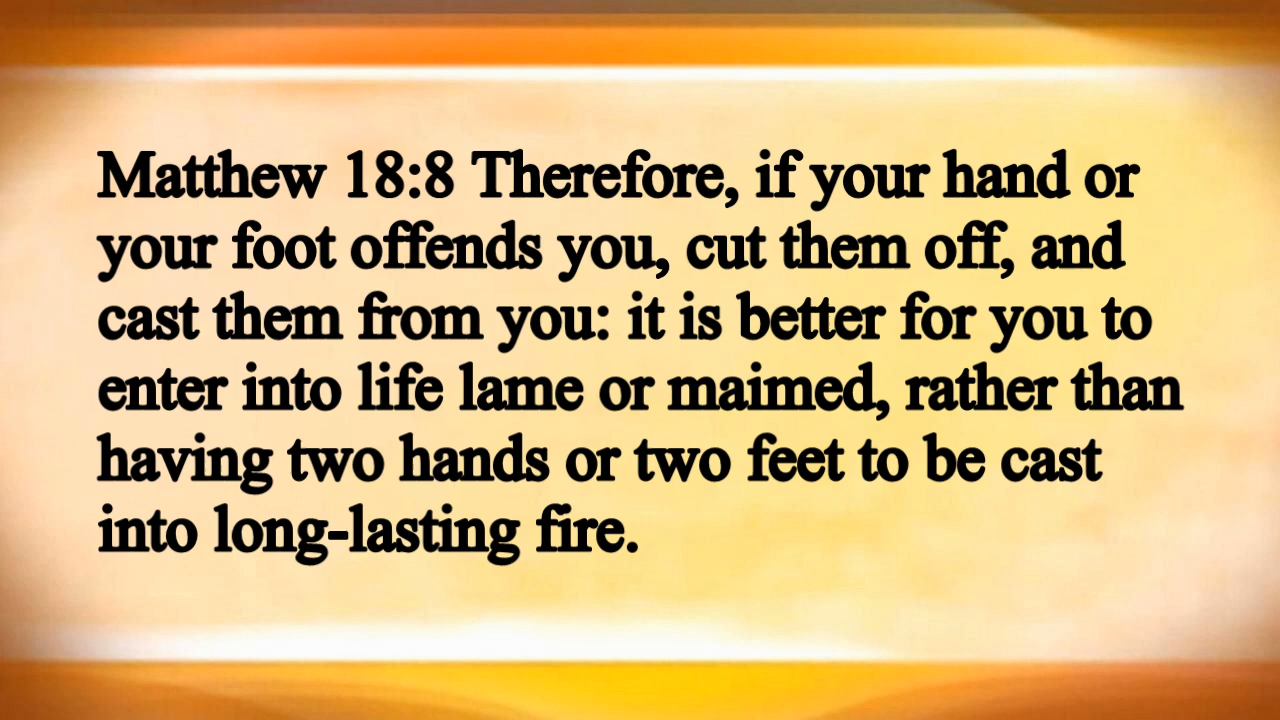 Matthew 18:8 Therefore, if your hand or
your foot offends you, cut them off, and
cast them from you: it is better for you to
enter into life lame or maimed, rather than
having two hands or two feet to be cast
into long-lasting fire.